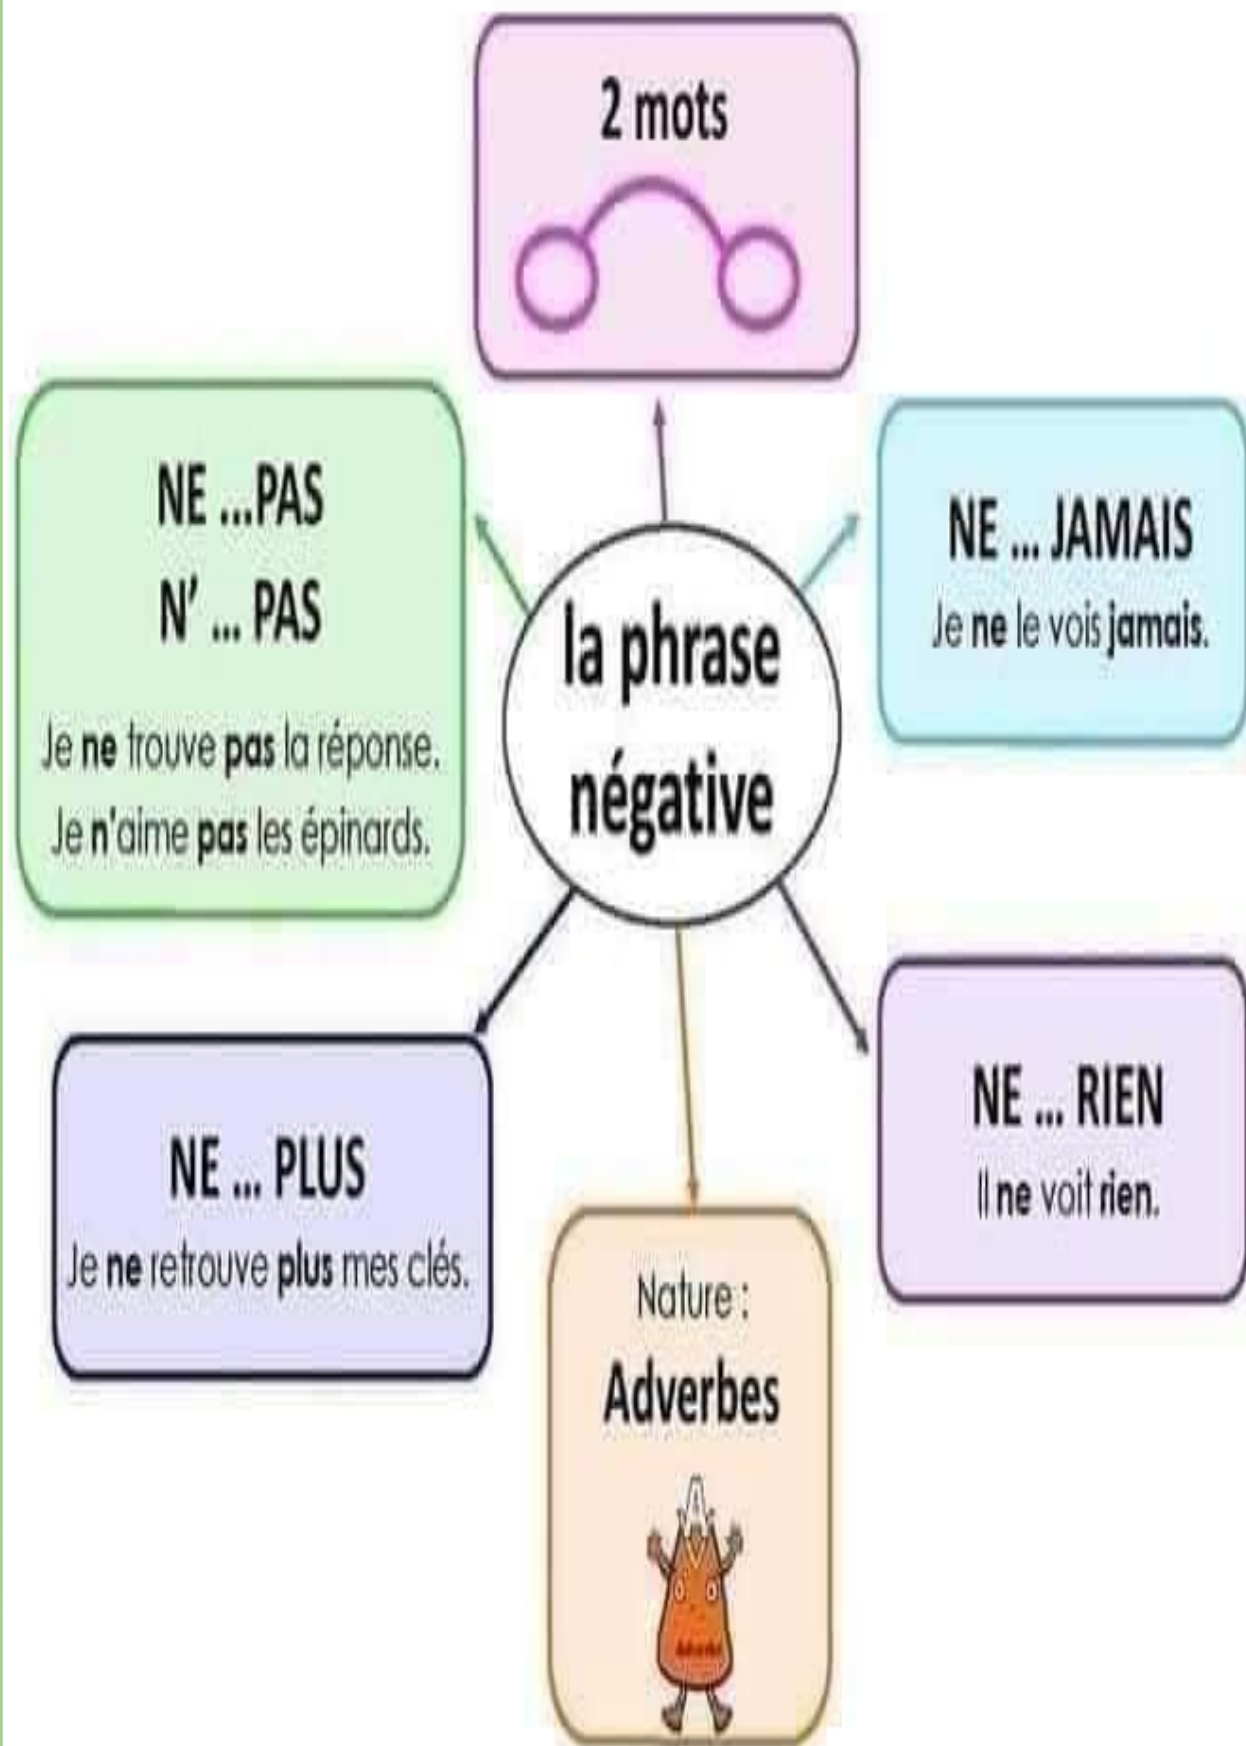 2 mots
NE ...PAS
N' ... PAS
Je ne trouve pas la réponse.
Je n'aime pas les épinards.
NE ... JAMAIS
Je ne le vois jamais.
la phrase
négative
NE ... PLUS
Je ne retrouve plus mes clés.
NE ... RIEN
Il ne voit rien.
Nature :
Adverbes